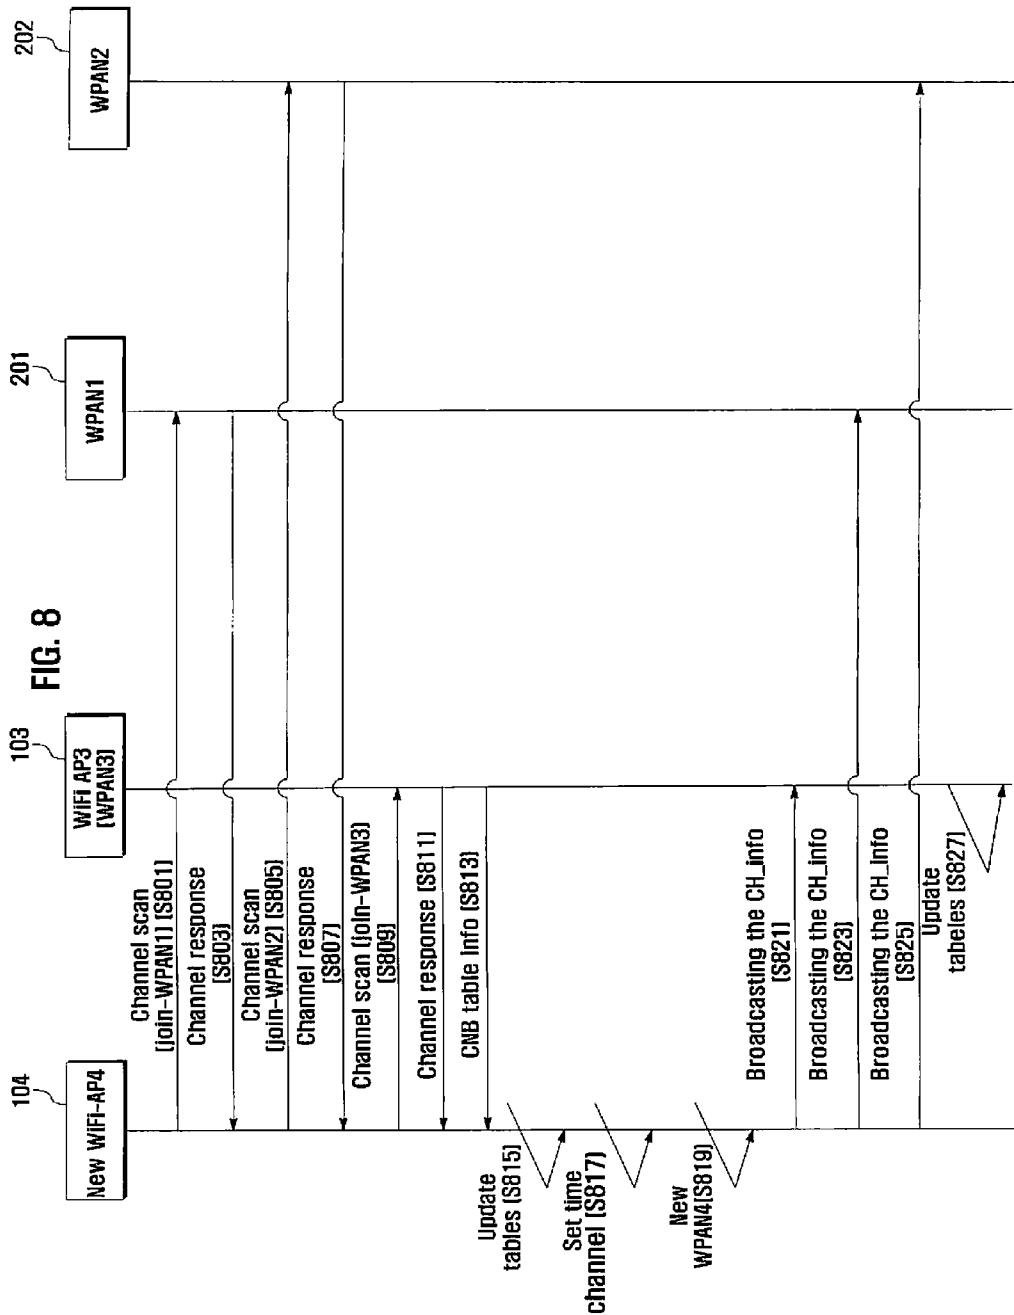 FIG. 8
104
New WiFi-AP4
103
WiFi AP3
[WPAN3]
201
WPAN1
202
WPAN2
Channel scan
(join-WPAN1) [S801]
Channel response
[S803]
Channel scan
(join-WPAN2) [S805]
Channel response
[S807]
Channel scan (join-WPAN3)
[S809]
Channel response [S811]
CNB table Info [S813]
Update
tables [S815]
Set time
channel [S817]
New
WPAN4[S819]
Broadcasting the CH_info
[S821]
Broadcasting the CH_info
[S823]
Broadcasting the CH_info
[S825]
Update
tabeles [S827]